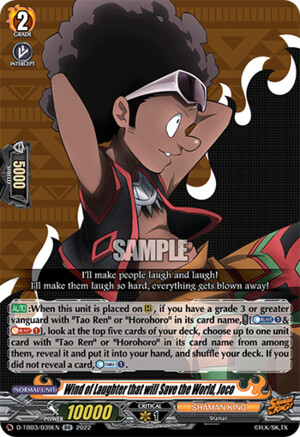 2
GRADE
INTERCEPT
5000
SHIELD
SAMPLE
I'll make people laugh and laugh!
I'll make them laugh so hard, everything gets blown away!
AUTO :When this unit is placed on , if you have a grade 3 or greater
vanguard with "Tao Ren" or "Horohoro" in its card name, &
, look at the top five cards of your deck, choose up to one unit
card with "Tao Ren" or "Horohoro" in its card name from among
them, reveal it and put it into your hand, and shuffle your deck. If you
did not reveal a card,
NORMAL UNIT
Wind of Laughter that will Save the World, Joco
D-TB03/039EN RR 2022
POWER 10000
CRITICAL
1
SHAMAN KING
Shaman
©H.K/SK,TX